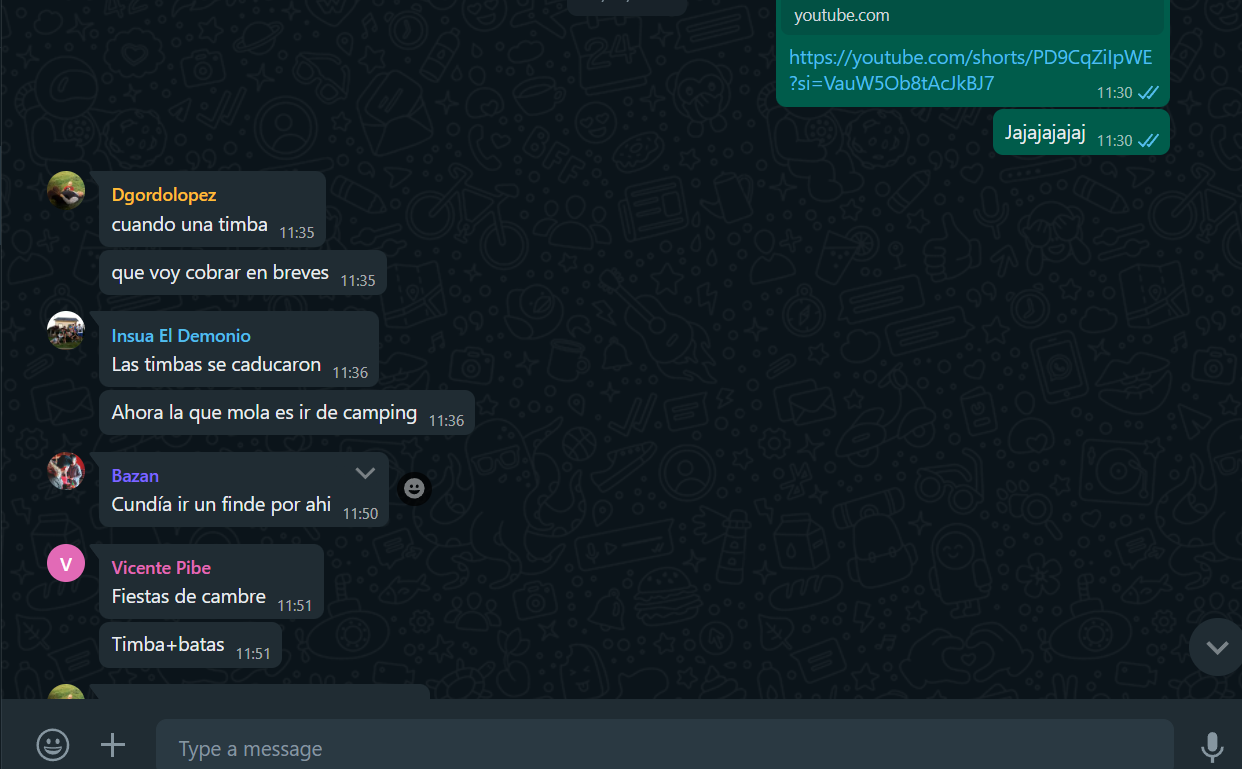 youtube.com
https://youtube.com/shorts/PD9CqZiIpWE
?si=VauW5Ob8tAcJkBJ7
11:30
Jajajajajaj 11:30
Dgordolopez
cuando una timba 11:35
que voy cobrar en breves 11:35
Insua El Demonio
Las timbas se caducaron 11:36
Ahora la que mola es ir de camping 11:36
Bazan
Cundía ir un finde por ahi 11:50
V
Vicente Pibe
Fiestas de cambre 11:51
Timba+batas 11:51
Type a message